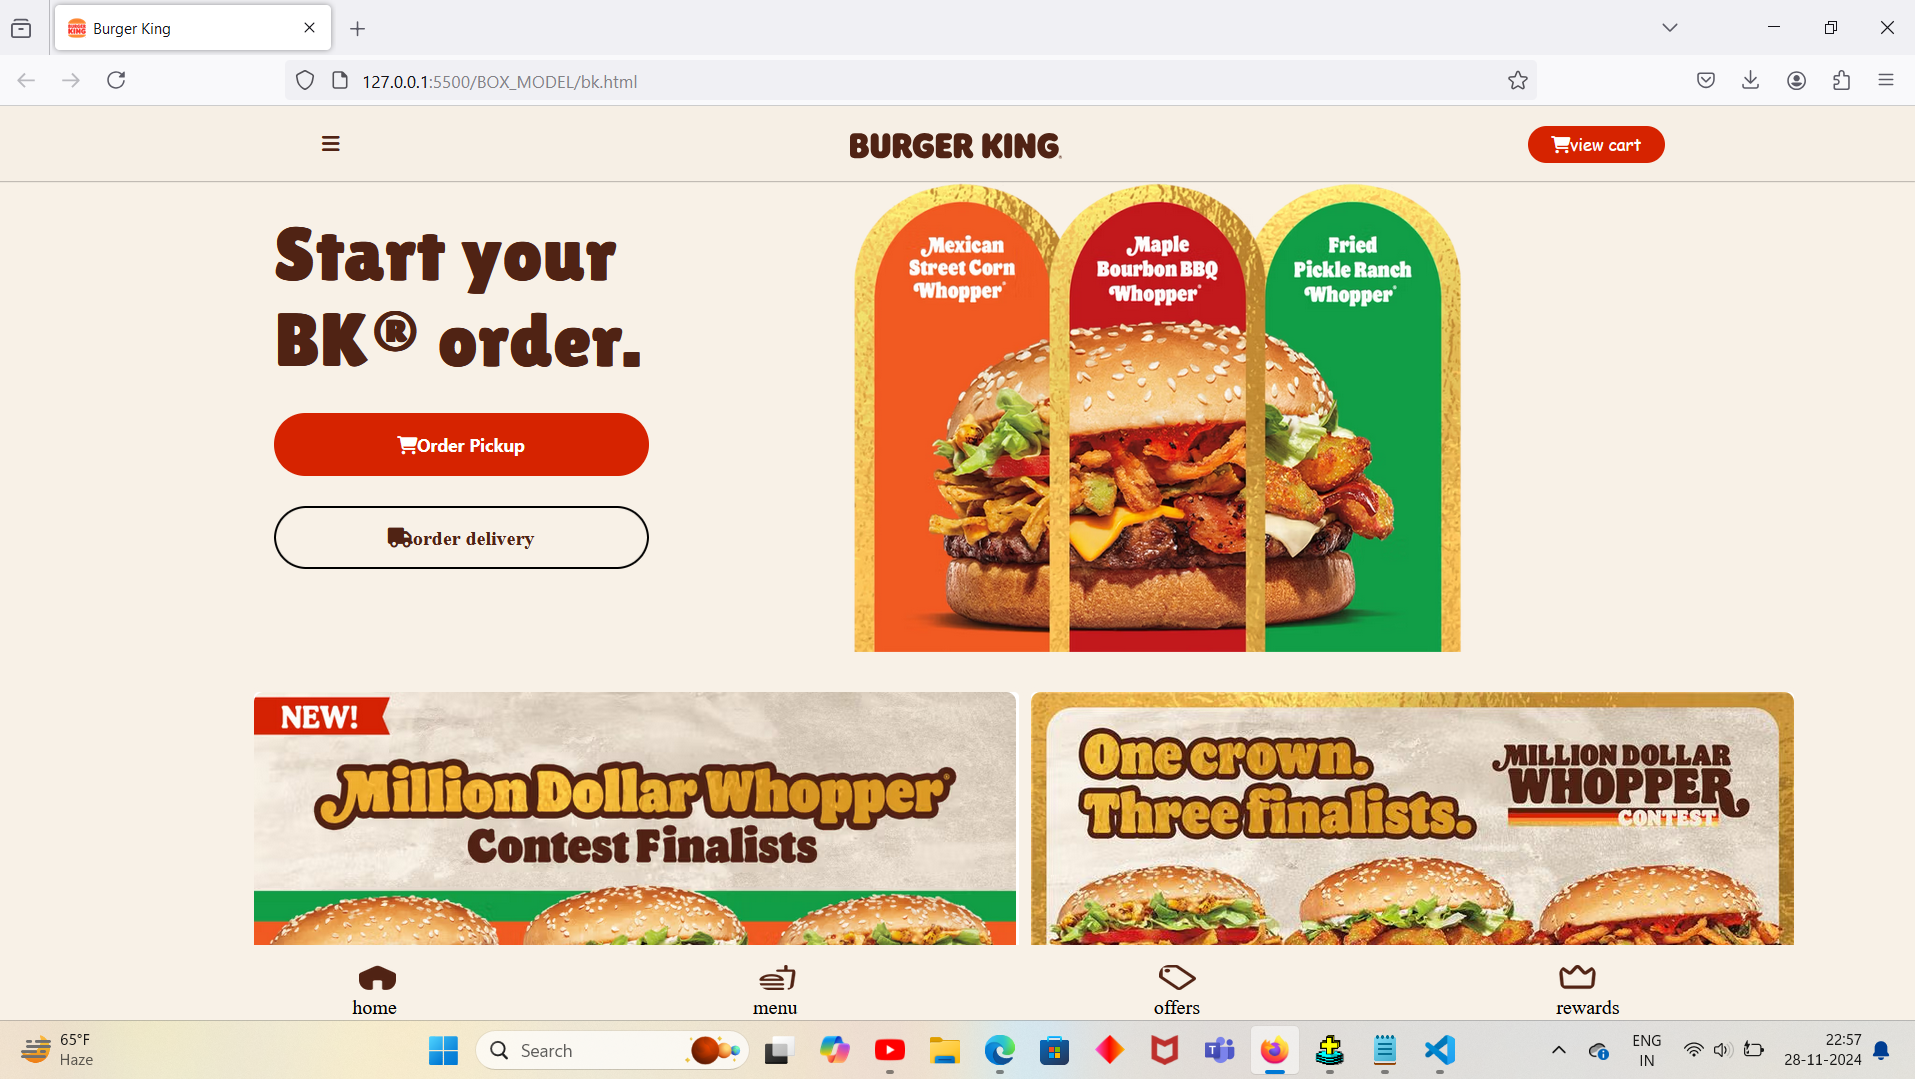 Burger King
127.0.0.1:5500/BOX_MODEL/bk.html
BURGER KING
view cart
Start your
BK® order.
Order Pickup
order delivery
Mexican
Street Corn
Whopper®
Maple
Bourbon BBQ
Whopper®
Fried
Pickle Ranch
Whopper®
NEW!
Million Dollar Whopper®
Contest Finalists
One crown.
Three finalists.
MILLION DOLLAR
WHOPPER
CONTEST
home
menu
offers
rewards
65°F
Haze
Search
ENG
IN
22:57
28-11-2024